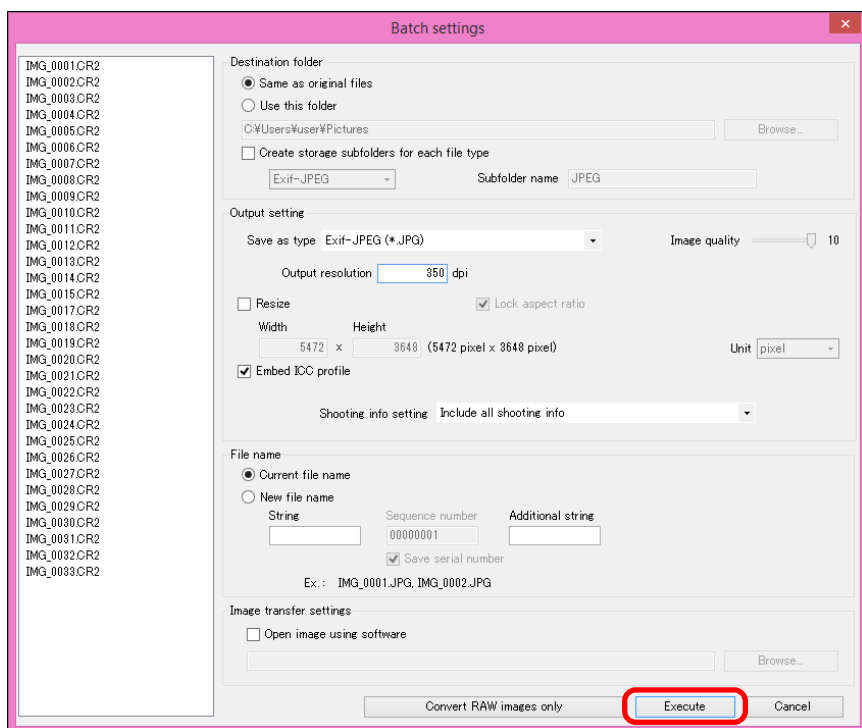 Batch settings
IMG_0001.CR2
IMG_0002.CR2
IMG_0003.CR2
IMG_0004.CR2
IMG_0005.CR2
IMG_0006.CR2
IMG_0007.CR2
IMG_0008.CR2
IMG_0009.CR2
IMG_0010.CR2
IMG_0011.CR2
IMG_0012.CR2
IMG_0013.CR2
IMG_0014.CR2
IMG_0015.CR2
IMG_0017.CR2
IMG_0018.CR2
IMG_0019.CR2
IMG_0020.CR2
IMG_0021.CR2
IMG_0022.CR2
IMG_0023.CR2
IMG_0024.CR2
IMG_0025.CR2
IMG_0026.CR2
IMG_0027.CR2
IMG_0028.CR2
IMG_0029.CR2
IMG_0030.CR2
IMG_0031.CR2
IMG_0032.CR2
IMG_0033.CR2
Destination folder
Same as original files
Use this folder
C:¥Users¥user¥Pictures Browse...
Create storage subfolders for each file type
Exif-JPEG Subfolder name JPEG
Output setting
Save as type Exif-JPEG (*.JPG) Image quality 10
Output resolution 350 dpi
Resize Lock aspect ratio
Width Height
5472 x 3648 (5472 pixel x 3648 pixel) Unit pixel
Embed ICC profile
Shooting info setting Include all shooting info
File name
Current file name
New file name
String Sequence number Additional string
00000001
Save serial number
Ex.: IMG_0001.JPG, IMG_0002.JPG
Image transfer settings
Open image using software
Browse...
Convert RAW images only Execute Cancel